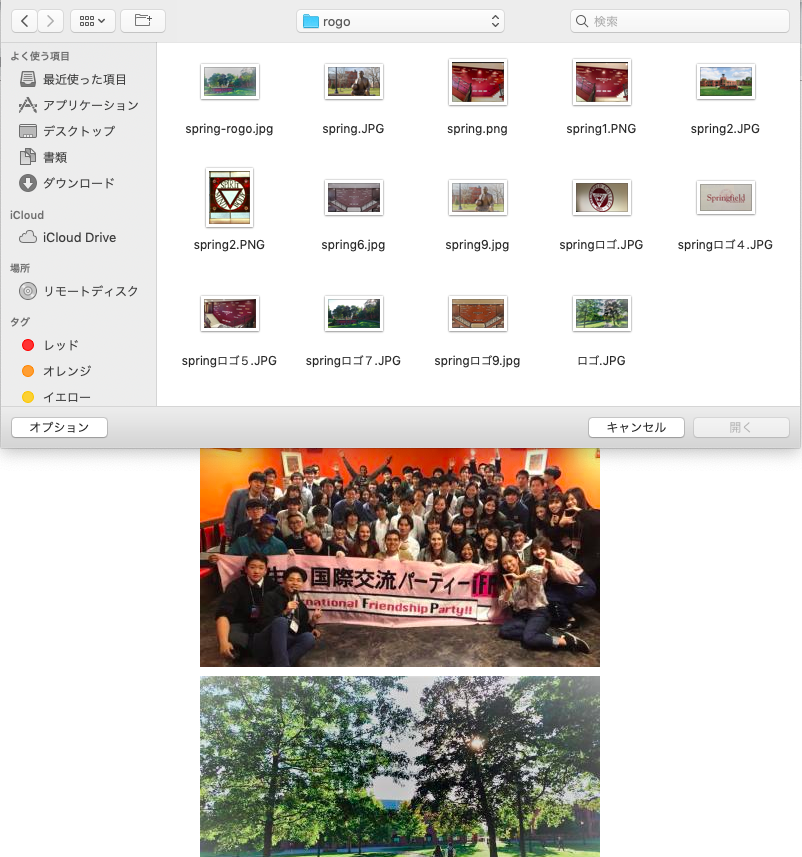 rogo
検索
よく使う項目
最近使った項目
アプリケーション
デスクトップ
書類
ダウンロード
iCloud
iCloud Drive
場所
リモートディスク
タグ
レッド
オレンジ
イエロー
spring-rogo.jpg
spring.JPG
spring.png
spring1.PNG
spring2.JPG
spring2.PNG
spring6.jpg
spring9.jpg
springロゴ.JPG
springロゴ４.JPG
Springfield
springロゴ５.JPG
springロゴ７.JPG
springロゴ9.jpg
ロゴ.JPG
オプション
キャンセル
開く
国際交流パーティーIFP
national Friendship Party!!